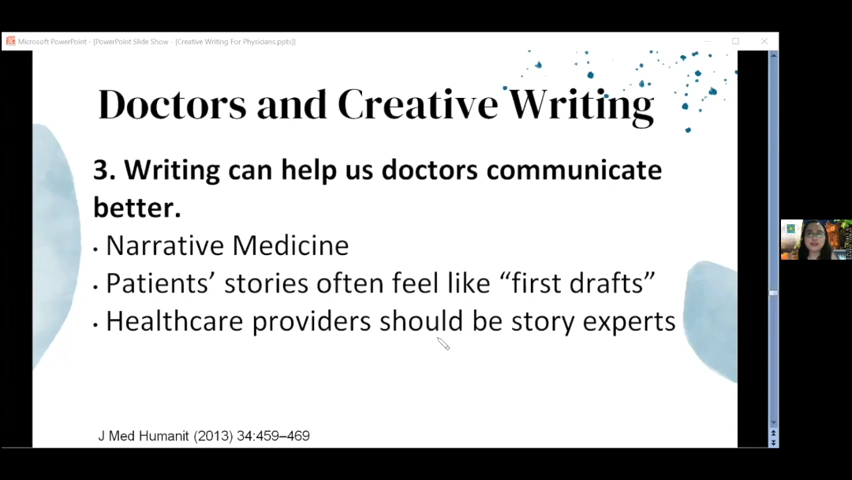 Microsoft PowerPoint - [PowerPoint Slide Show - [Creative Writing For Physicians.pptx]]
Doctors and Creative Writing
3. Writing can help us doctors communicate
better.
· Narrative Medicine
· Patients’ stories often feel like “first drafts”
· Healthcare providers should be story experts
J Med Humanit (2013) 34:459–469